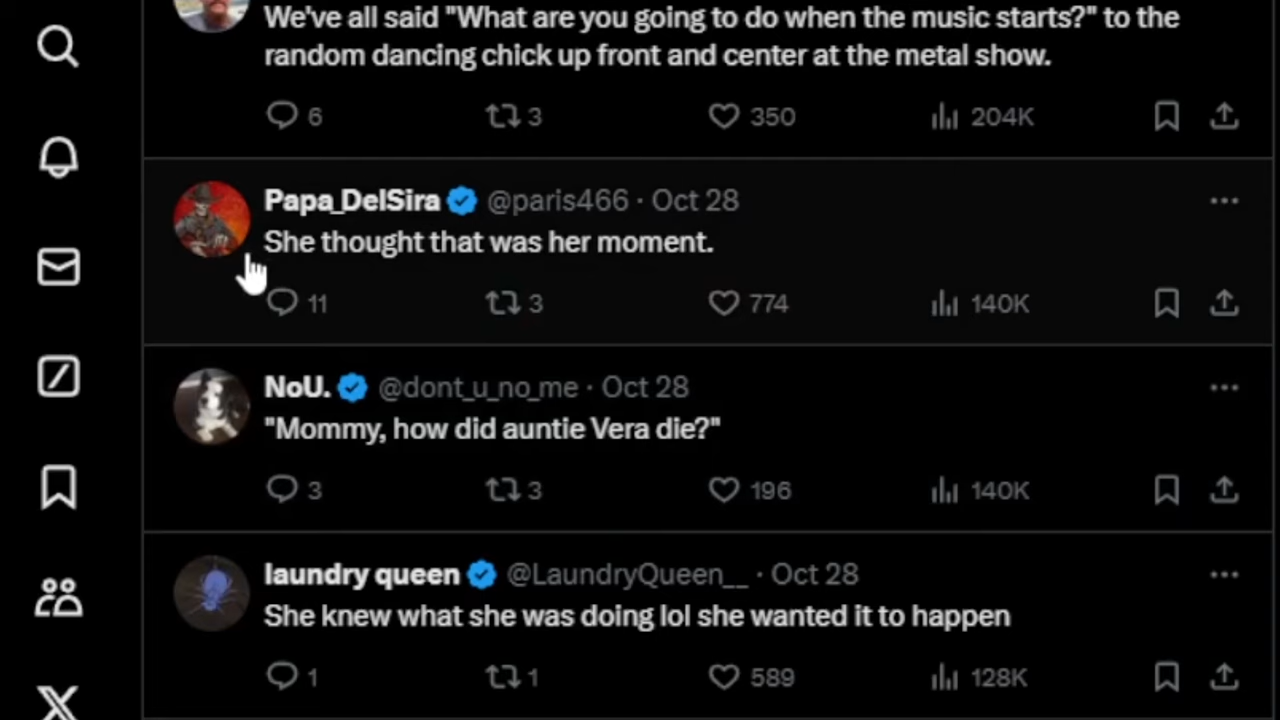 We've all said "What are you going to do when the music starts?" to the
random dancing chick up front and center at the metal show.
6 3 350 204K
Papa_DelSira @paris466 · Oct 28
She thought that was her moment.
11 3 774 140K
NoU. @dont_u_no_me · Oct 28
"Mommy, how did auntie Vera die?"
3 3 196 140K
laundry queen @LaundryQueen__ · Oct 28
She knew what she was doing lol she wanted it to happen
1 1 589 128K